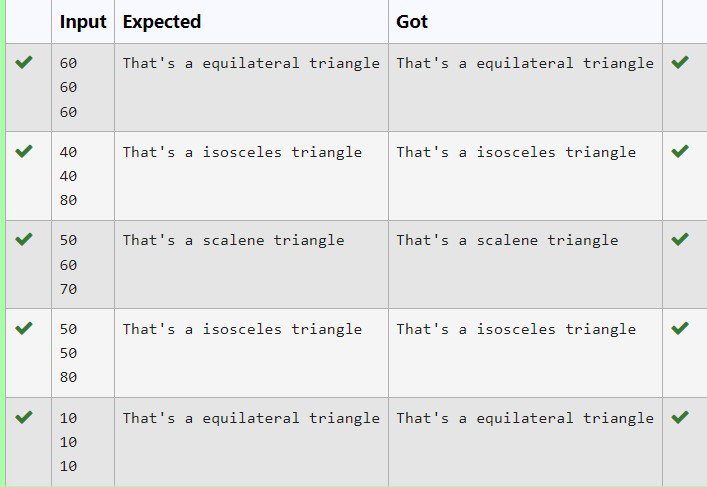 Input Expected Got
60 That's a equilateral triangle That's a equilateral triangle
60
60
40 That's a isosceles triangle That's a isosceles triangle
40
80
50 That's a scalene triangle That's a scalene triangle
60
70
50 That's a isosceles triangle That's a isosceles triangle
50
80
10 That's a equilateral triangle That's a equilateral triangle
10
10